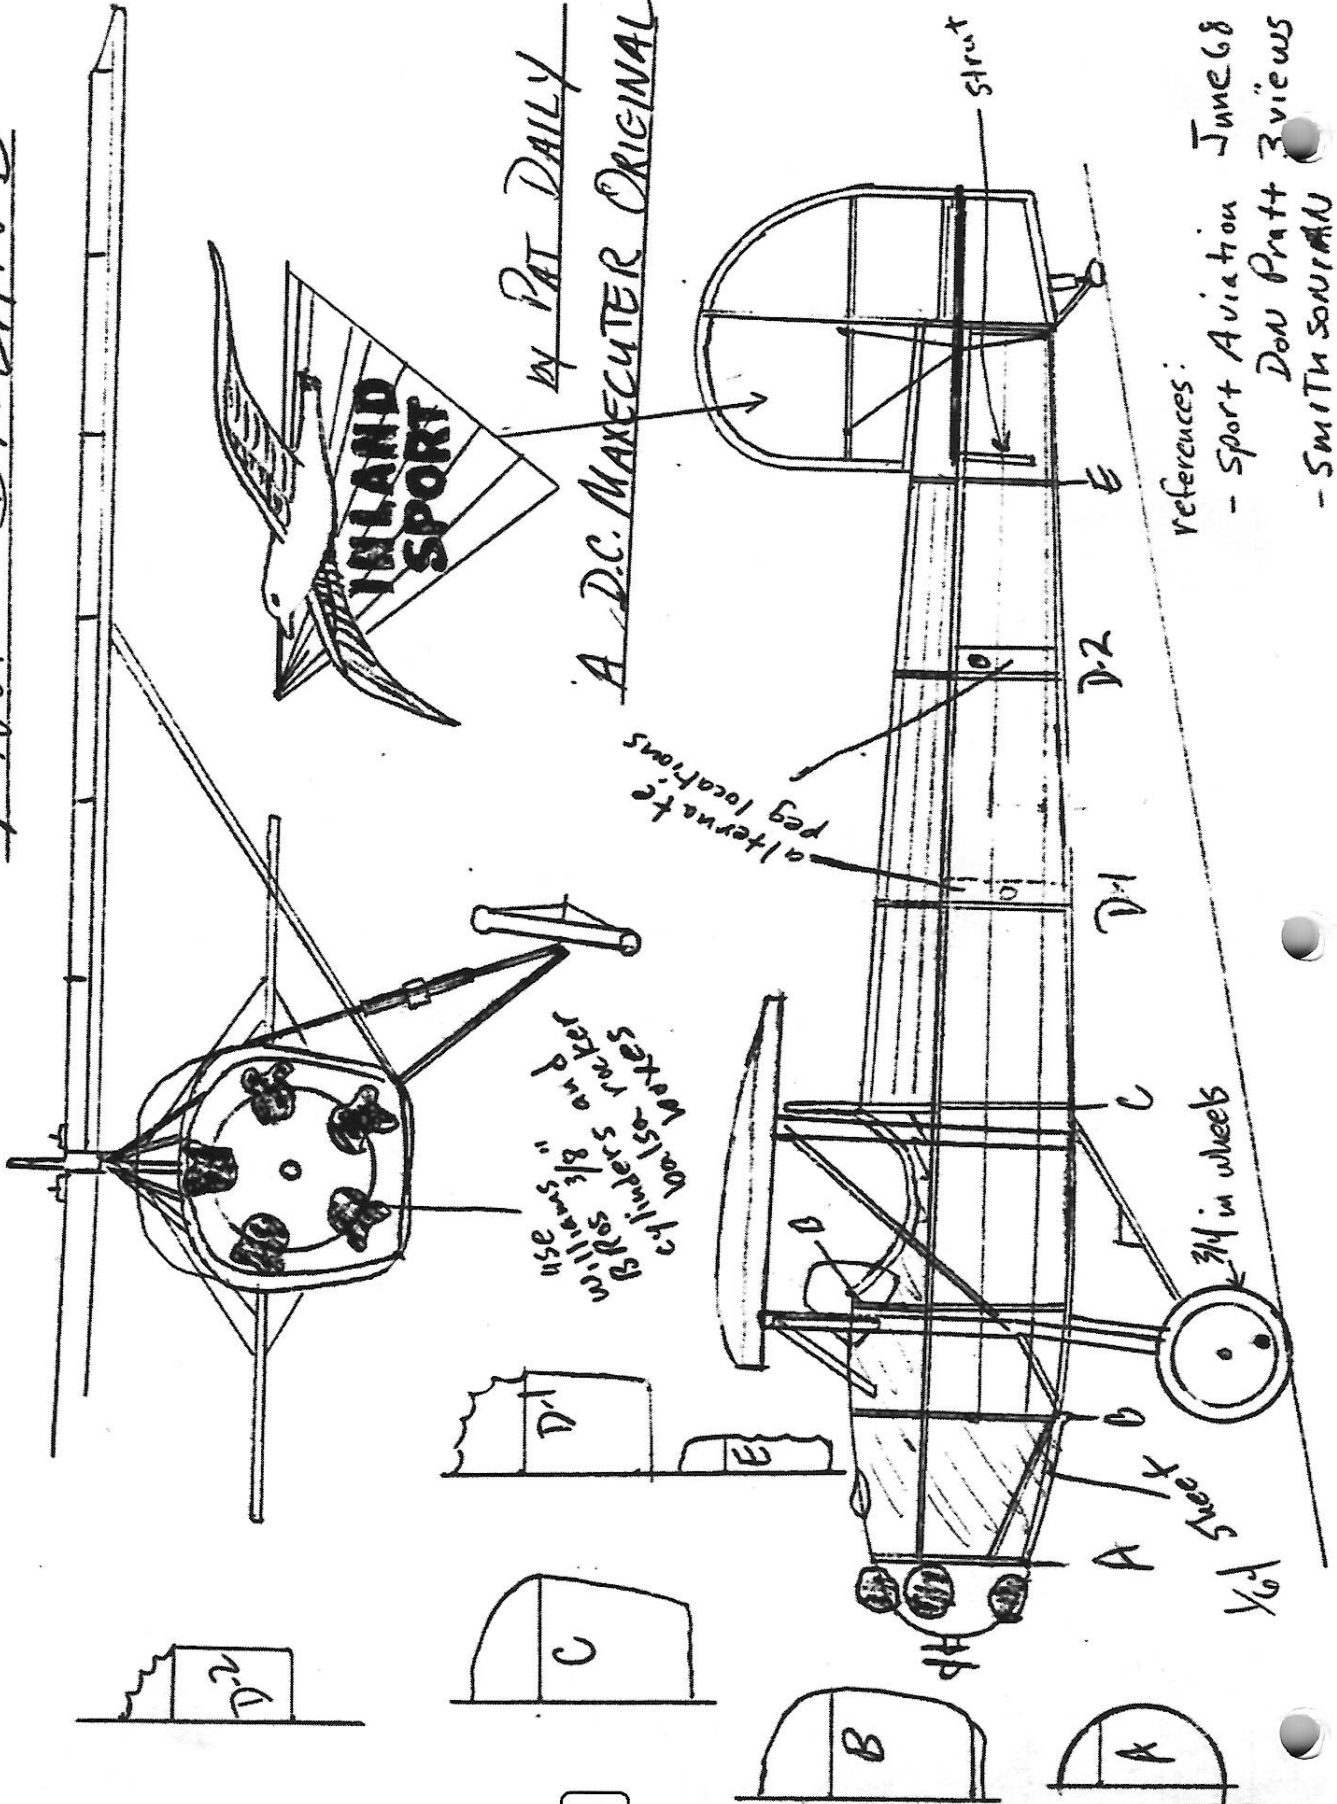 by PAT DAILY
A D.C. MAXECUTER ORIGINAL
INLAND
SPORT
strut
alternate
peg locations
use
Williams
BRos 3/8"
cylinders and
balsa rocker
boxes
references:
- Sport Aviation June 68
Don Pratt 3 views
- SMITHSONIAN
3/4 in wheels
1/64 sheet
A
B
B
C
D-1
D-2
E
D-1
E
D-2
C
B
A